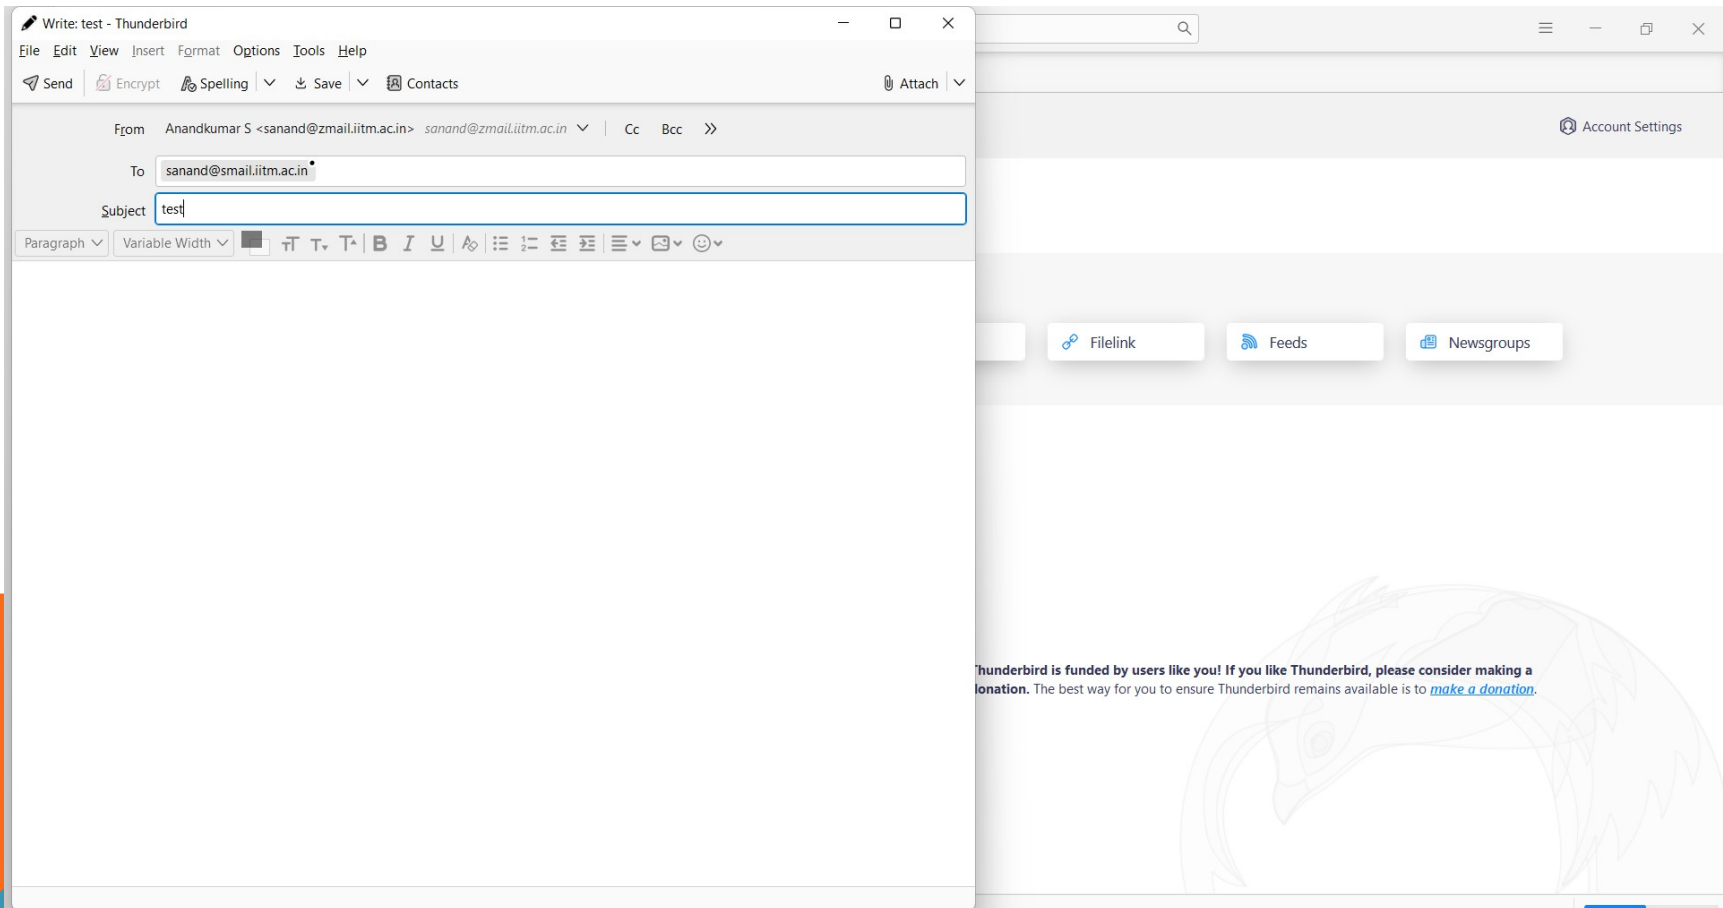 Write: test - Thunderbird
File Edit View Insert Format Options Tools Help
Send Encrypt Spelling Save Contacts Attach
From Anandkumar S <sanand@zmail.iitm.ac.in> sanand@zmail.iitm.ac.in Cc Bcc
To sanand@smail.iitm.ac.in
Subject test
Paragraph Variable Width
Account Settings
Filelink Feeds Newsgroups
hunderbird is funded by users like you! If you like Thunderbird, please consider making a
onation. The best way for you to ensure Thunderbird remains available is to make a donation.